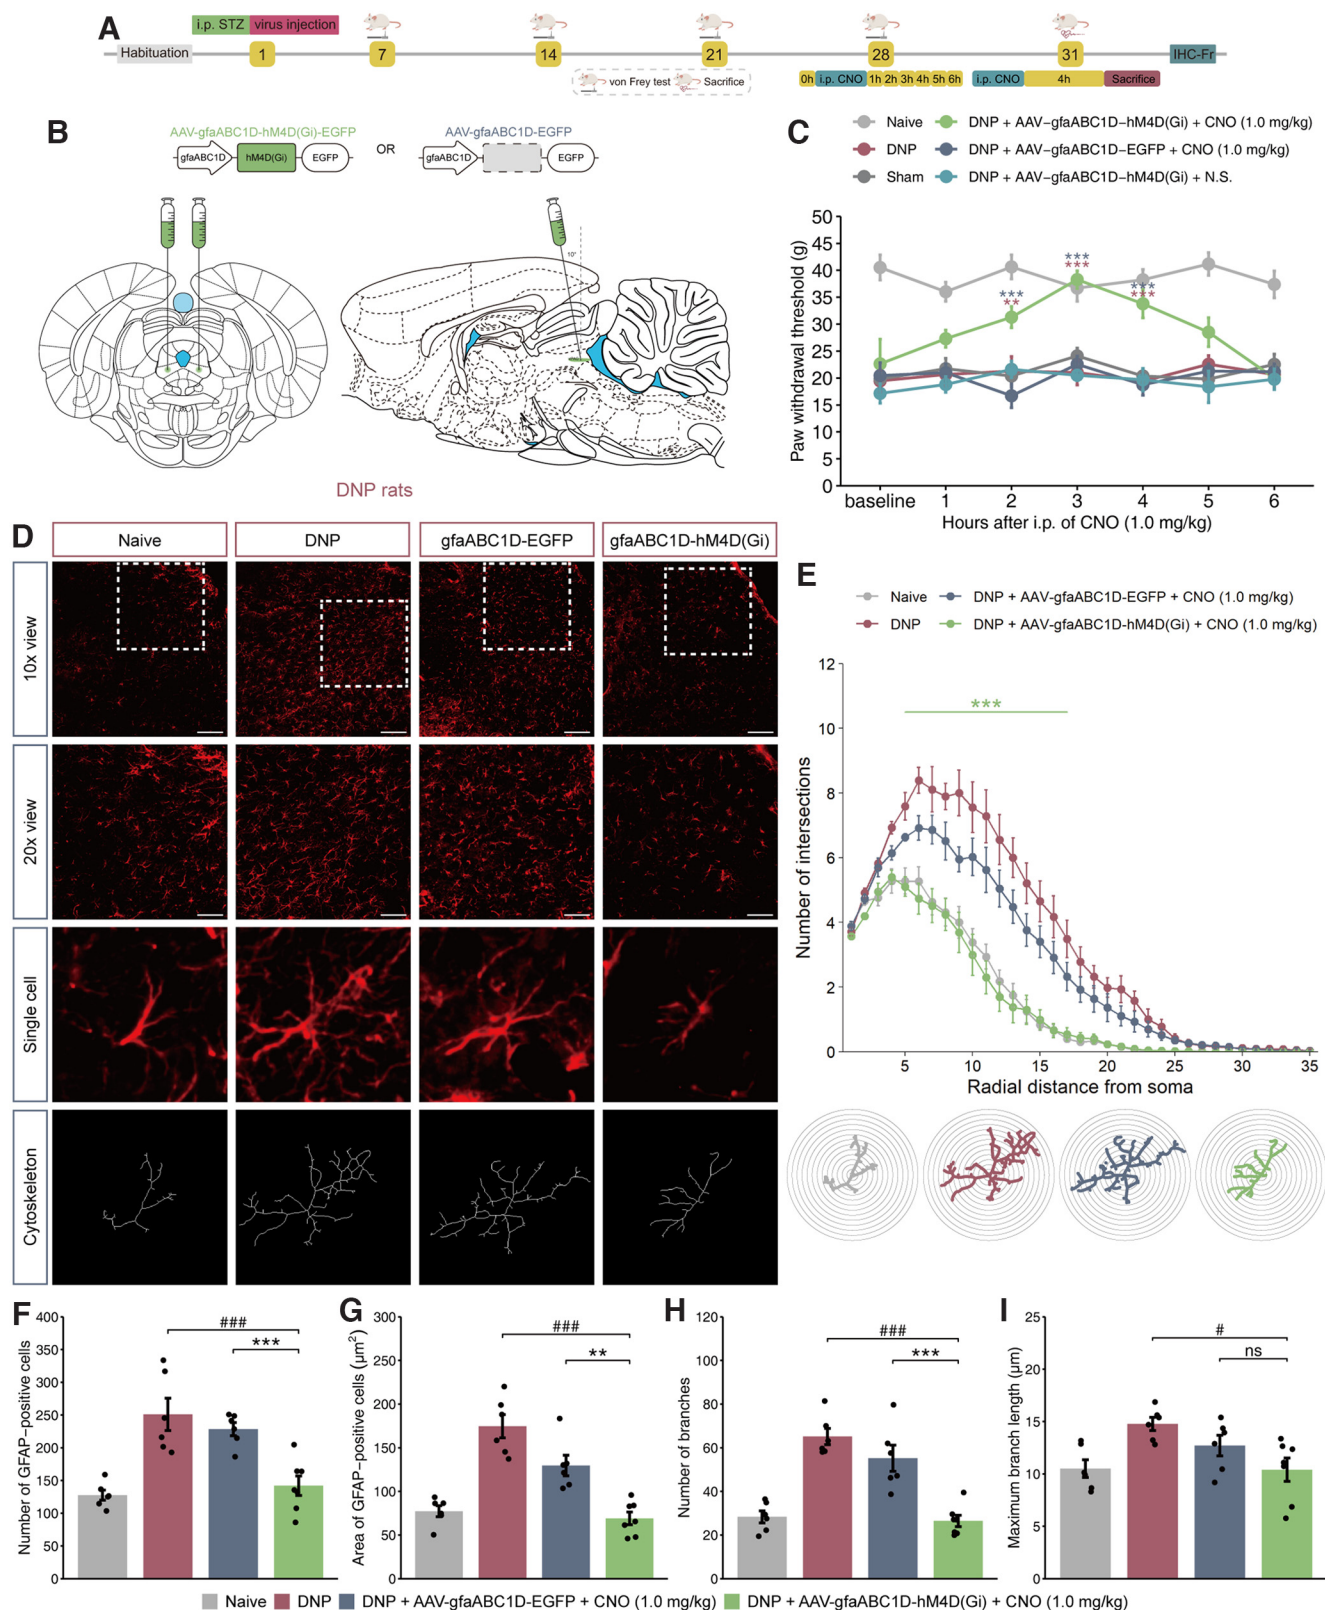 A
i.p. STZ virus injection
Habituation 1 7 14 21 28 31 IHC-Fr
von Frey test Sacrifice
0h i.p. CNO 1h 2h 3h 4h 5h 6h
i.p. CNO 4h Sacrifice
B
AAV-gfaABC1D-hM4D(Gi)-EGFP
gfaABC1D hM4D(Gi) EGFP
OR
AAV-gfaABC1D-EGFP
gfaABC1D EGFP
10°
DNP rats
C
Naive
DNP
Sham
DNP + AAV−gfaABC1D−hM4D(Gi) + CNO (1.0 mg/kg)
DNP + AAV−gfaABC1D−EGFP + CNO (1.0 mg/kg)
DNP + AAV−gfaABC1D−hM4D(Gi) + N.S.
Paw withdrawal threshold (g)
50
45
40
35
30
25
20
15
10
5
0
***
**
***
***
***
***
baseline 1 2 3 4 5 6
Hours after i.p. of CNO (1.0 mg/kg)
D
Naive DNP gfaABC1D-EGFP gfaABC1D-hM4D(Gi)
10x view
20x view
Single cell
Cytoskeleton
E
Naive
DNP
DNP + AAV-gfaABC1D-EGFP + CNO (1.0 mg/kg)
DNP + AAV-gfaABC1D-hM4D(Gi) + CNO (1.0 mg/kg)
Number of intersections
12
10
8
6
4
2
0
***
5 10 15 20 25 30 35
Radial distance from soma
F
Number of GFAP−positive cells
400
350
300
250
200
150
100
50
0
###
***
G
Area of GFAP−positive cells (µm²)
300
250
200
150
100
50
0
###
**
H
Number of branches
120
100
80
60
40
20
0
###
***
I
Maximum branch length (µm)
25
20
15
10
5
0
#
ns
Naive DNP DNP + AAV-gfaABC1D-EGFP + CNO (1.0 mg/kg) DNP + AAV-gfaABC1D-hM4D(Gi) + CNO (1.0 mg/kg)